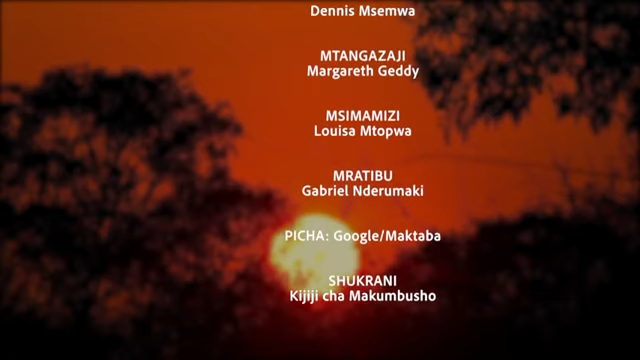 Dennis Msemwa
MTANGAZAJI
Margareth Geddy
MSIMAMIZI
Louisa Mtopwa
MRATIBU
Gabriel Nderumaki
PICHA: Google/Maktaba
SHUKRANI
Kijiji cha Makumbusho